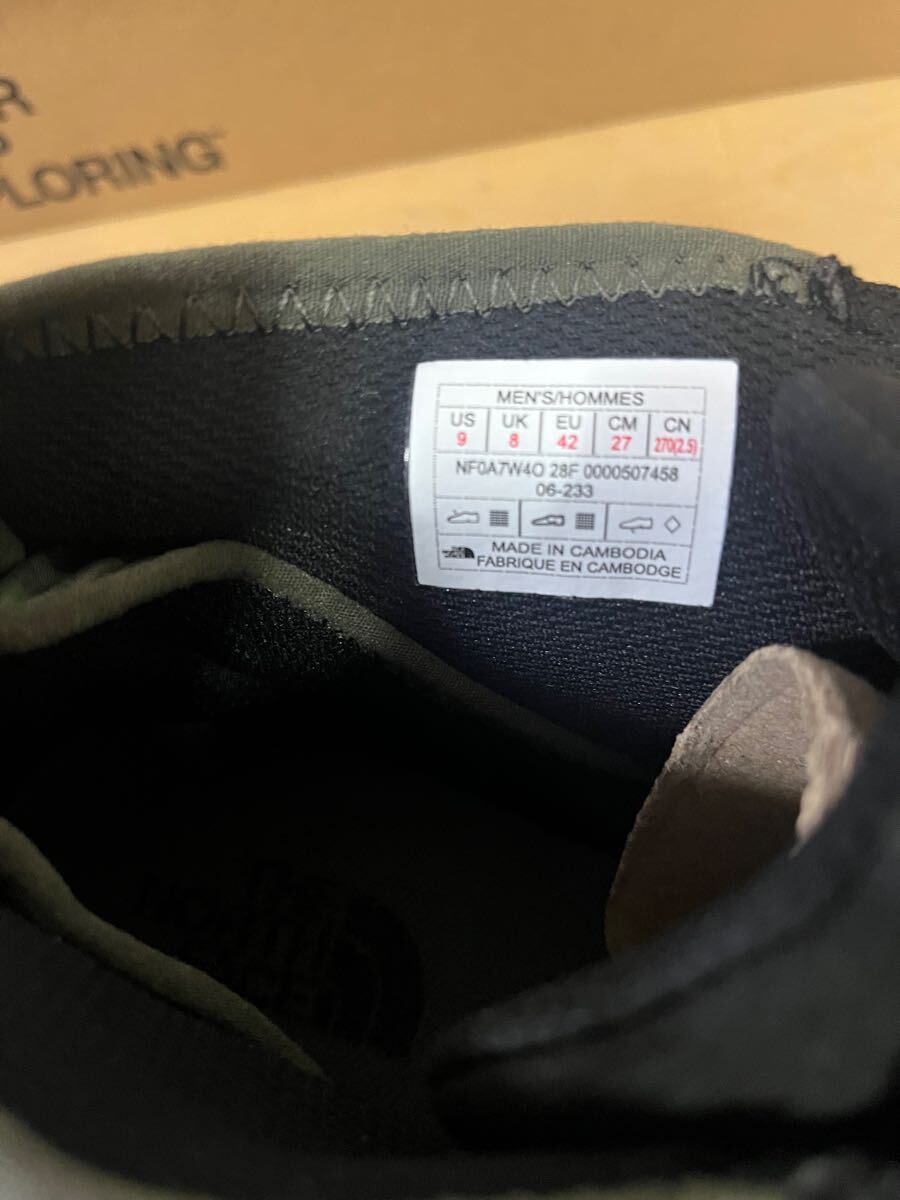 LORING™
MEN'S/HOMMES
US UK EU CM CN
9 8 42 27 270(2.5)
NF0A7W4O 28F 0000507458
06-233
MADE IN CAMBODIA
FABRIQUE EN CAMBODGE